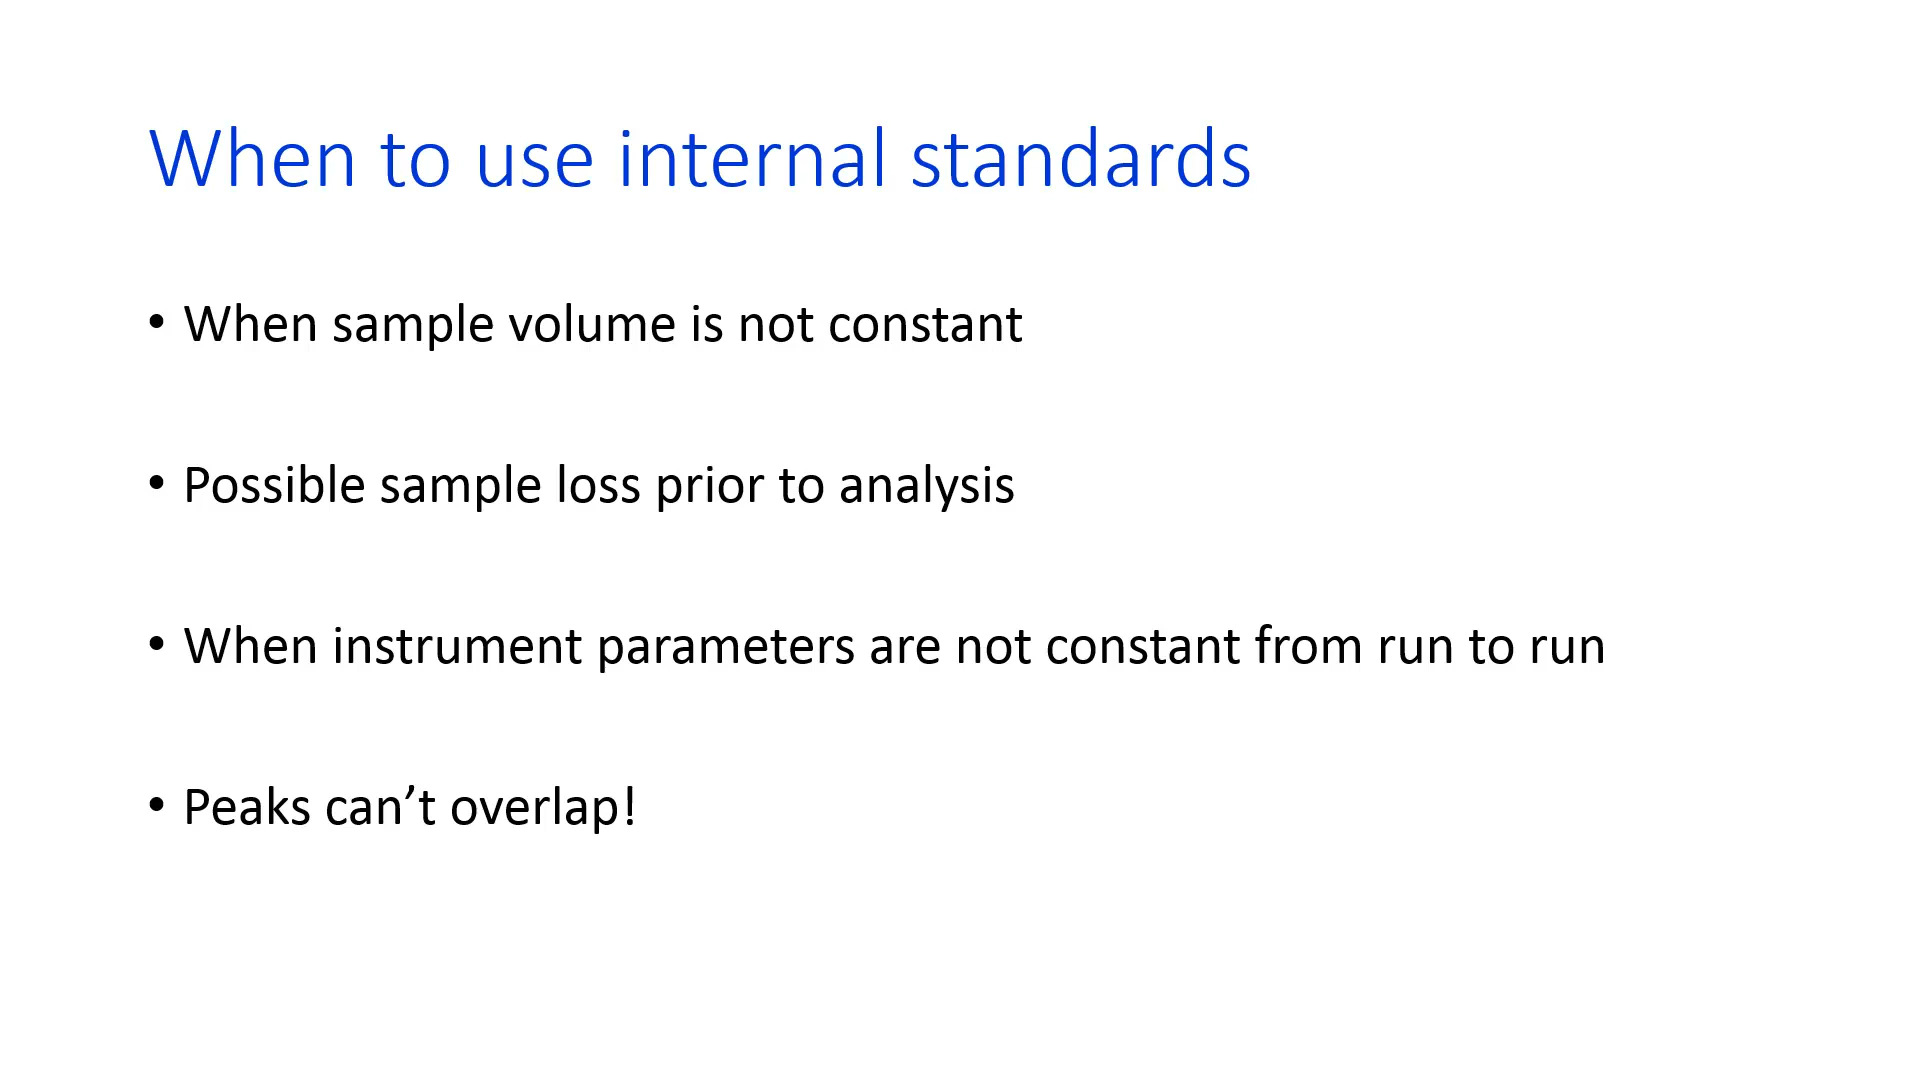 When to use internal standards
• When sample volume is not constant
• Possible sample loss prior to analysis
• When instrument parameters are not constant from run to run
• Peaks can’t overlap!